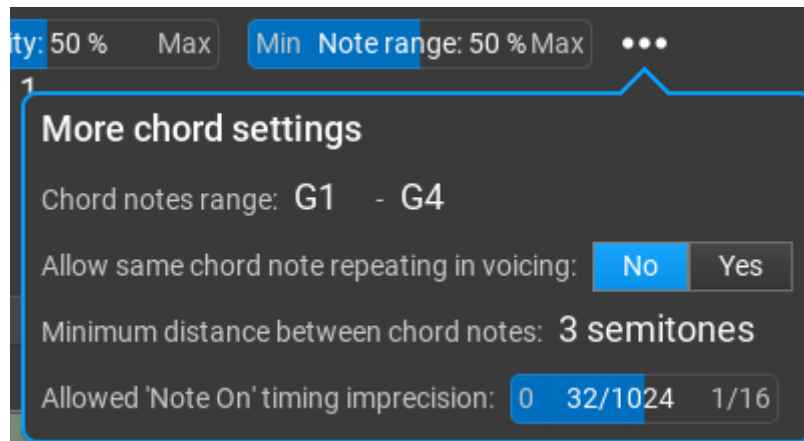 ity: 50 % Max Min Note range: 50 % Max •••
1
More chord settings
Chord notes range: G1 - G4
Allow same chord note repeating in voicing: No Yes
Minimum distance between chord notes: 3 semitones
Allowed 'Note On' timing imprecision: 0 32/1024 1/16